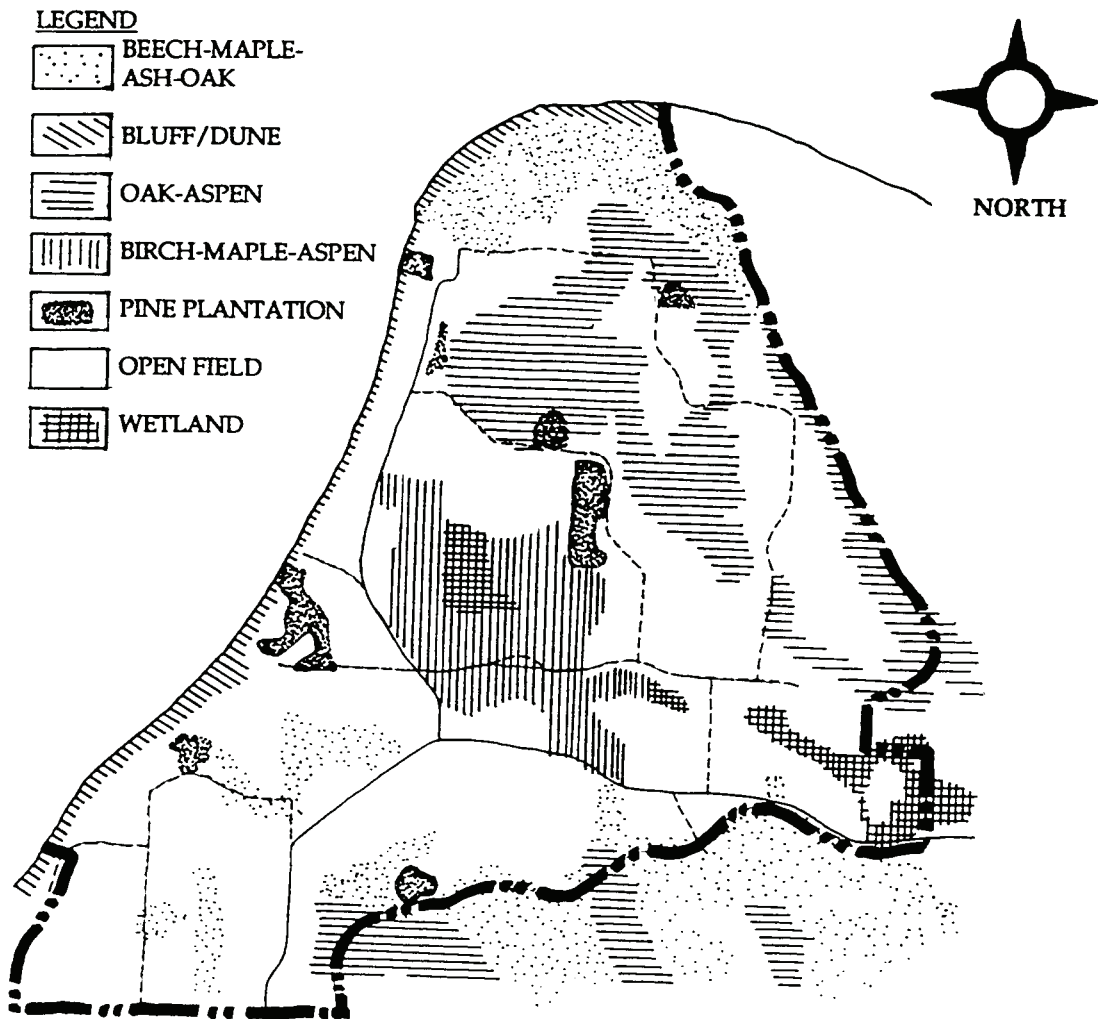 LEGEND
BEECH-MAPLE-
ASH-OAK
BLUFF/DUNE
OAK-ASPEN
BIRCH-MAPLE-ASPEN
PINE PLANTATION
OPEN FIELD
WETLAND
NORTH